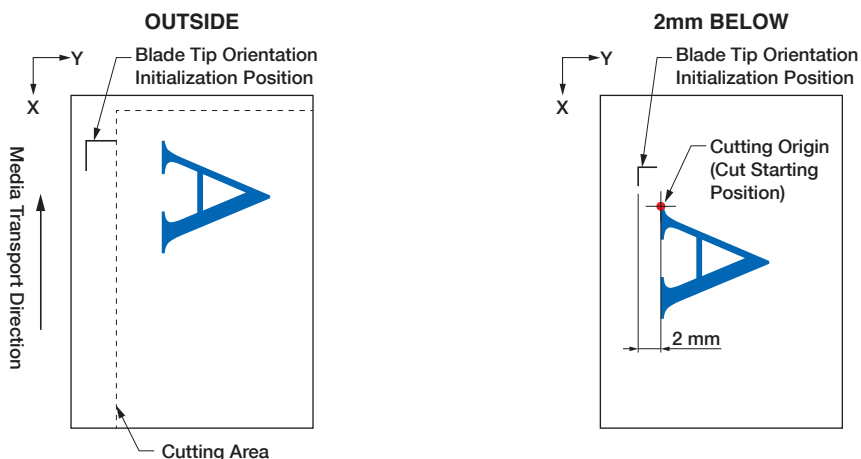 OUTSIDE
Y
X
Blade Tip Orientation
Initialization Position
Media Transport Direction
A
Cutting Area
2mm BELOW
Y
X
Blade Tip Orientation
Initialization Position
Cutting Origin
(Cut Starting
Position)
A
2 mm